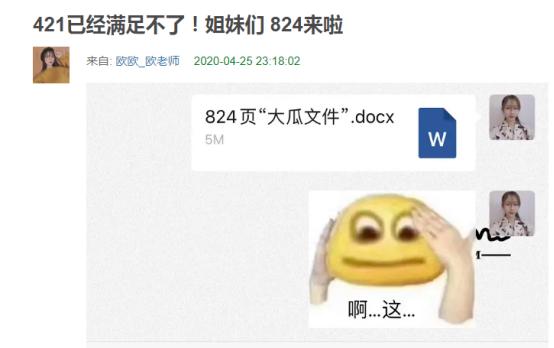 421已经满足不了！姐妹们 824来啦
来自: 欧欧_欧老师 2020-04-25 23:18:02
824页“大瓜文件”.docx
5M
W
啊...这...